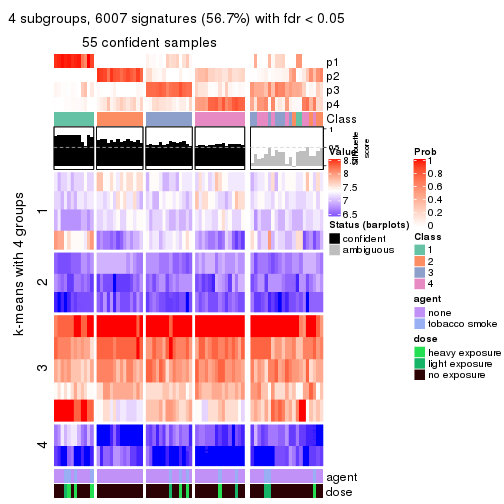 4 subgroups, 6007 signatures (56.7%) with fdr < 0.05
55 confident samples
p1
p2
p3
p4
Class
1
Silhouette
score
k-means with 4 groups
1
2
3
4
agent
dose
Value
8
7.5
7
6.5
Status (barplots)
confident
ambiguous
Prob
1
0.8
0.6
0.4
0.2
0
Class
1
2
3
4
agent
none
tobacco smoke
dose
heavy exposure
light exposure
no exposure